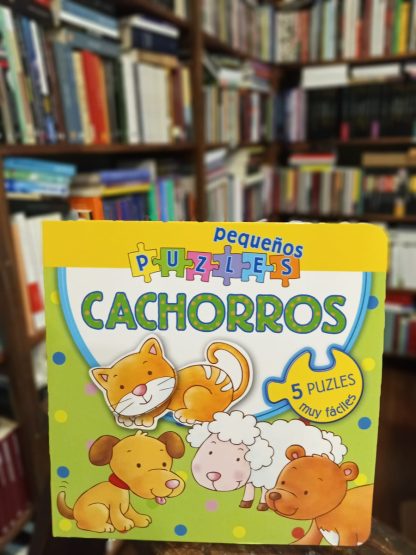 pequeños
PUZLES
CACHORROS
5 PUZLES
muy fáciles